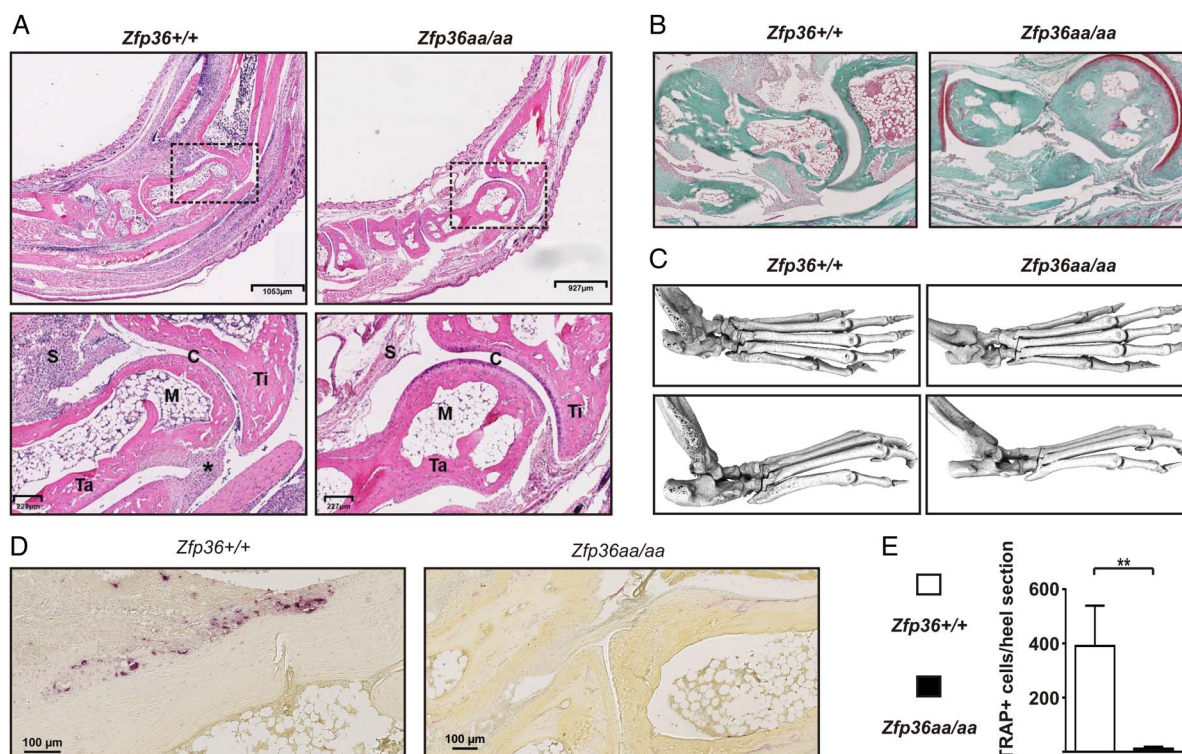 A
Zfp36+/+
Zfp36aa/aa
1053µm
927µm
S
C
M
Ti
Ta
*
228µm
S
C
M
Ti
Ta
227µm
B
Zfp36+/+
Zfp36aa/aa
C
Zfp36+/+
Zfp36aa/aa
D
Zfp36+/+
Zfp36aa/aa
100 µm
100 µm
E
Zfp36+/+
Zfp36aa/aa
TRAP+ cells/heel section
600
400
200
**